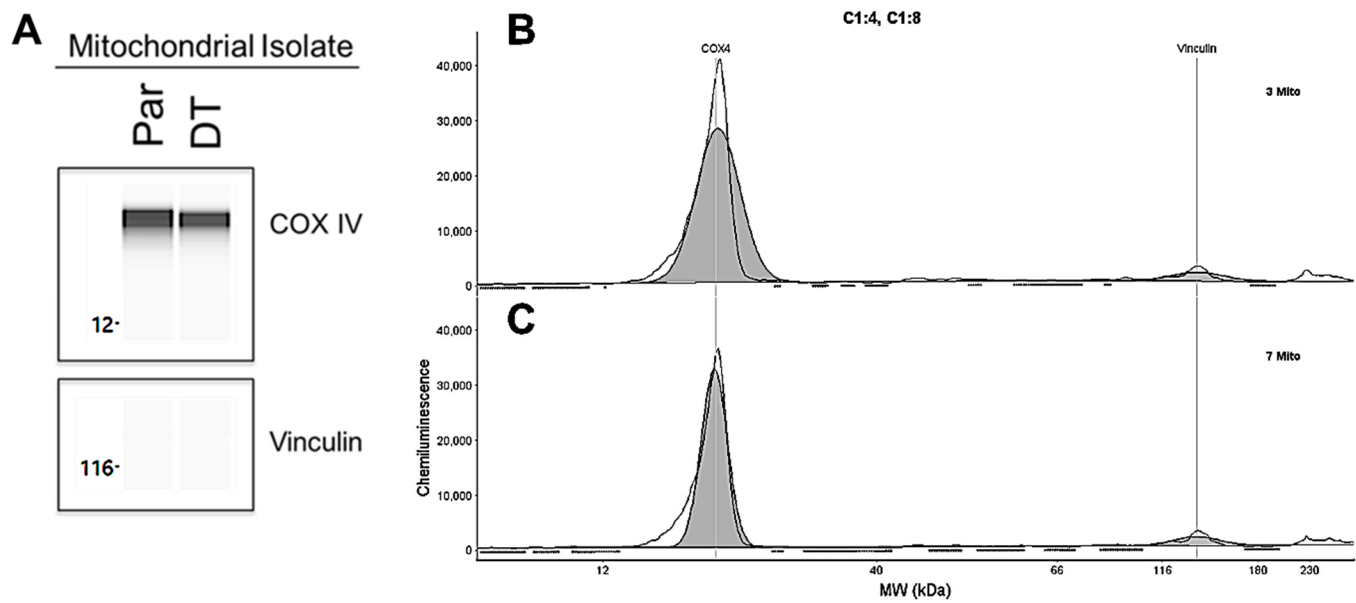 A
Mitochondrial Isolate
Par
DT
COX IV
12-
Vinculin
116-
B
C1:4, C1:8
COX4
Vinculin
3 Mito
40,000
30,000
20,000
10,000
0
C
7 Mito
Chemiluminescence
40,000
30,000
20,000
10,000
0
12
40
66
116
180
230
MW (kDa)